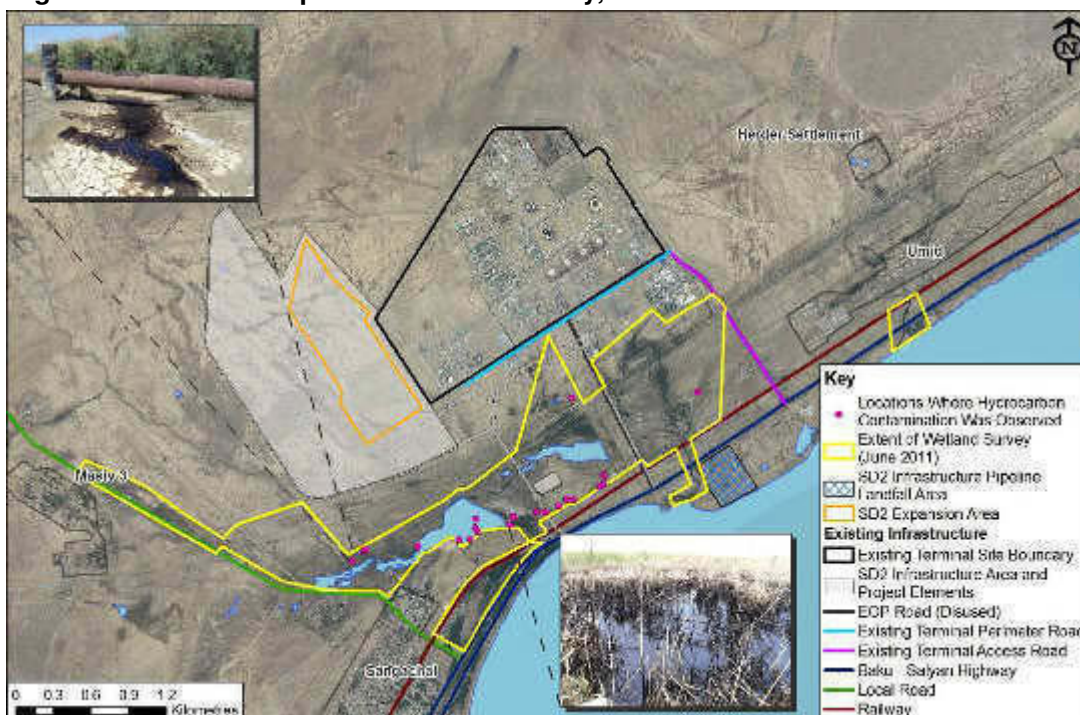 N
Herder Settlement
Umid
Masiv 3
Sangachal
0 0.3 0.6 0.9 1.2
Kilometres
Key
Locations Where Hydrocarbon
Contamination Was Observed
Extent of Wetland Survey
(June 2011)
SD2 Infrastructure Pipeline
Landfall Area
SD2 Expansion Area
Existing Infrastructure
Existing Terminal Site Boundary
SD2 Infrastructure Area and
Project Elements
EOP Road (Disused)
Existing Terminal Perimeter Road
Existing Terminal Access Road
Baku - Salyan Highway
Local Road
Railway